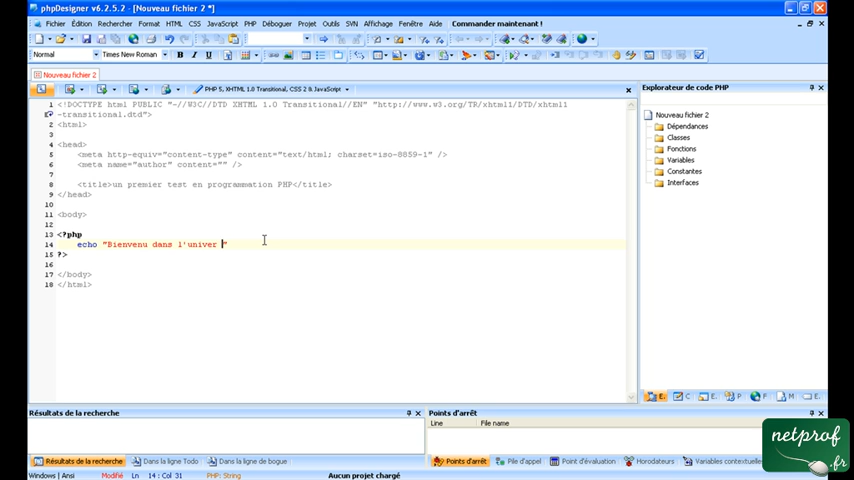 phpDesigner v6.2.5.2 - [Nouveau fichier 2 *]
Fichier Édition Rechercher Format HTML CSS JavaScript PHP Déboguer Projet Outils SVN Affichage Fenêtre Aide Commander maintenant !
Normal Times New Roman B I U
Nouveau fichier 2
PHP 5, XHTML 1.0 Transitional, CSS 2 & JavaScript
Explorateur de code PHP
1 <!DOCTYPE html PUBLIC "-//W3C//DTD XHTML 1.0 Transitional//EN" "http://www.w3.org/TR/xhtml1/DTD/xhtml1
-transitional.dtd">
2 <html>
3
4 <head>
5 <meta http-equiv="content-type" content="text/html; charset=iso-8859-1" />
6 <meta name="author" content="" />
7
8 <title>un premier test en programmation PHP</title>
9 </head>
10
11 <body>
12
13 <?php
14 echo "Bienvenu dans l'univer "
15 ?>
16
17 </body>
18 </html>
Nouveau fichier 2
Dépendances
Classes
Fonctions
Variables
Constantes
Interfaces
E. C E. P F M E.
Résultats de la recherche
Points d'arrêt
Line File name
Résultats de la recherche Dans la ligne Todo Dans la ligne de bogue
Points d'arrêt Pile d'appel Point d'évaluation Horodateurs Variables contextuelle
Windows | Ansi Modifié Ln : 14 : Col 31 PHP: String Aucun projet chargé
netprof
.fr